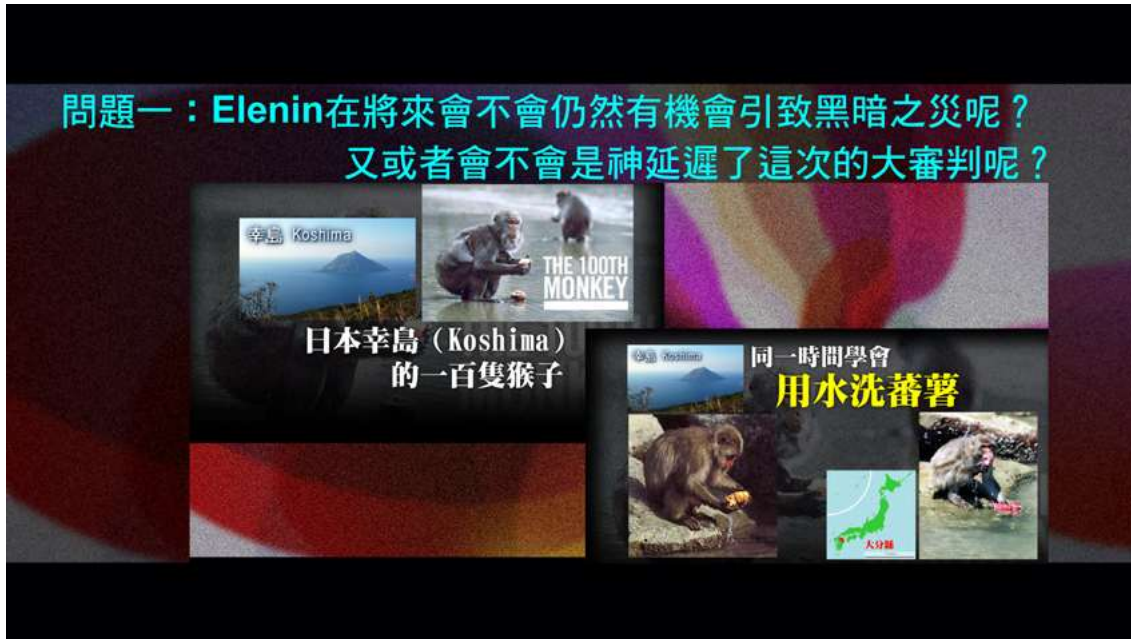 問題一：Elenin在將來會不會仍然有機會引致黑暗之災呢？
又或者會不會是神延遲了這次的大審判呢？
幸島 Koshima
THE 100TH
MONKEY
日本幸島（Koshima）
的一百隻猴子
幸島 Koshima
同一時間學會
用水洗蕃薯
大分縣